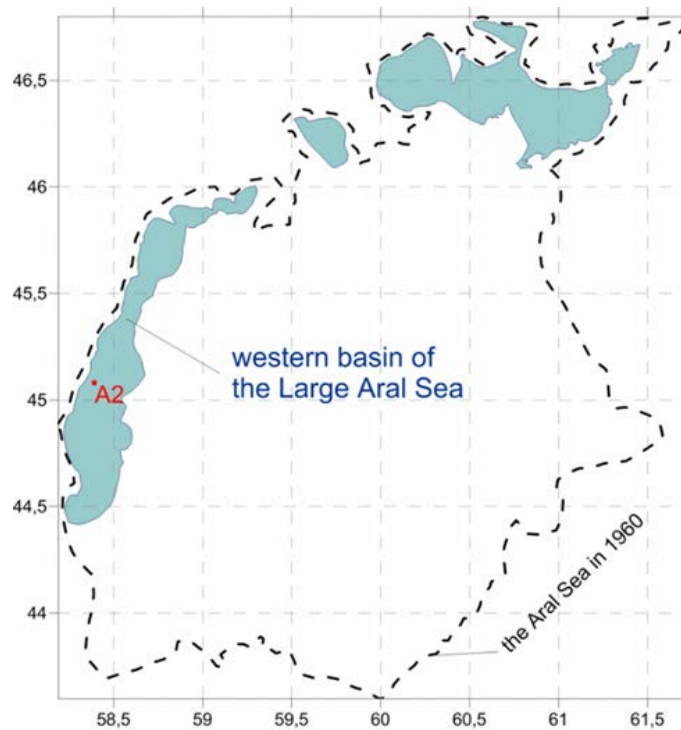 46,5
46
45,5
western basin of
the Large Aral Sea
A2
45
44,5
the Aral Sea in 1960
44
58,5 59 59,5 60 60,5 61 61,5